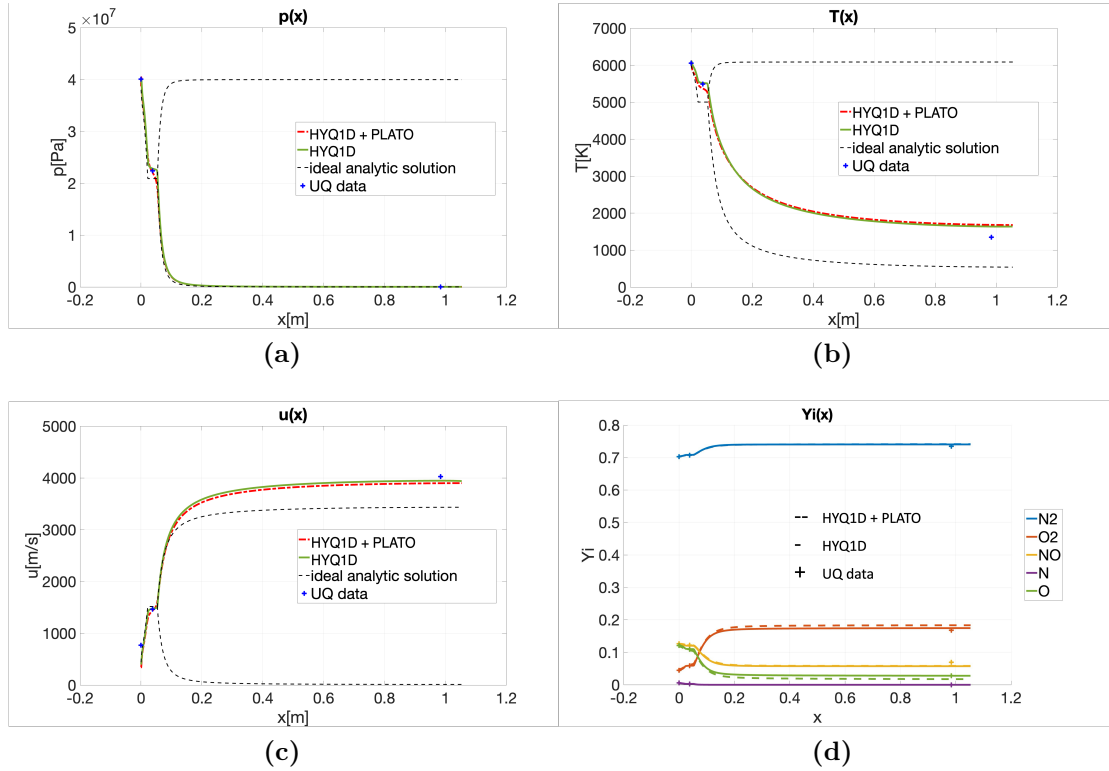 p(x)
×10⁷
5
4
3
2
1
0
p[Pa]
-0.2
0
0.2
0.4
0.6
0.8
1
1.2
x[m]
HYQ1D + PLATO
HYQ1D
ideal analytic solution
UQ data
(a)
T(x)
7000
6000
5000
4000
3000
2000
1000
0
T[K]
-0.2
0
0.2
0.4
0.6
0.8
1
1.2
x[m]
HYQ1D + PLATO
HYQ1D
ideal analytic solution
UQ data
(b)
u(x)
5000
4000
3000
2000
1000
0
u[m/s]
-0.2
0
0.2
0.4
0.6
0.8
1
1.2
x[m]
HYQ1D + PLATO
HYQ1D
ideal analytic solution
UQ data
(c)
Yi(x)
0.8
0.7
0.6
0.5
0.4
0.3
0.2
0.1
0
Yi
-0.2
0
0.2
0.4
0.6
0.8
1
1.2
x
HYQ1D + PLATO
HYQ1D
UQ data
N2
O2
NO
N
O
(d)